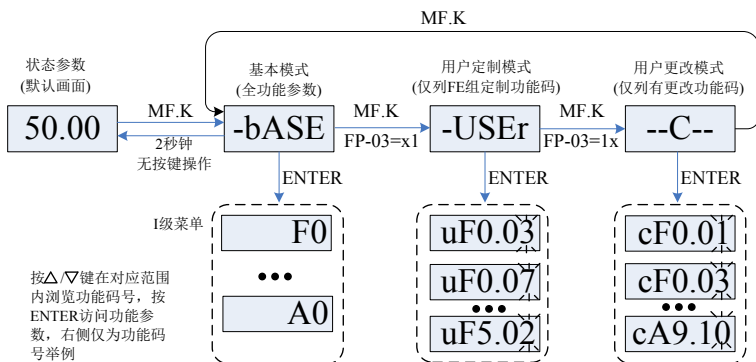 MF.K
状态参数
(默认画面)
基本模式
(全功能参数)
用户定制模式
(仅列FE组定制功能码)
用户更改模式
(仅列有更改功能码)
50.00
MF.K
2秒钟
无按键操作
-bASE
MF.K
FP-03=x1
-USEr
MF.K
FP-03=1x
--C--
ENTER
ENTER
ENTER
I级菜单
F0
•••
A0
uF0.03
uF0.07
•••
uF5.02
cF0.01
cF0.03
•••
cA9.10
按△/▽键在对应范围
内浏览功能码号，按
ENTER访问功能参
数，右侧仅为功能码
号举例